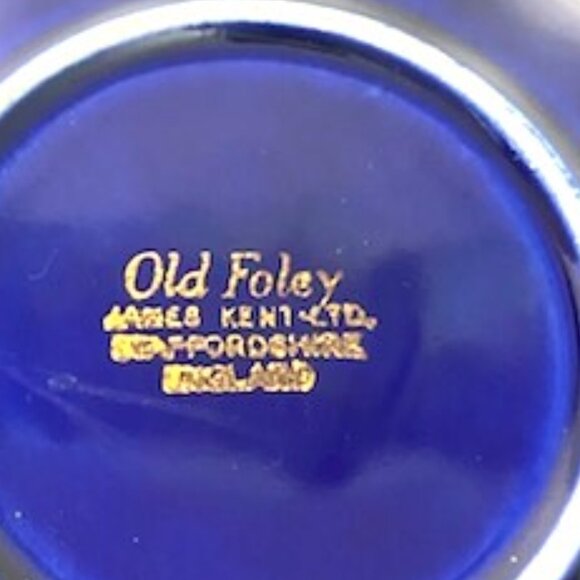 Old Foley
JAMES KENT LTD.
STAFFORDSHIRE
ENGLAND